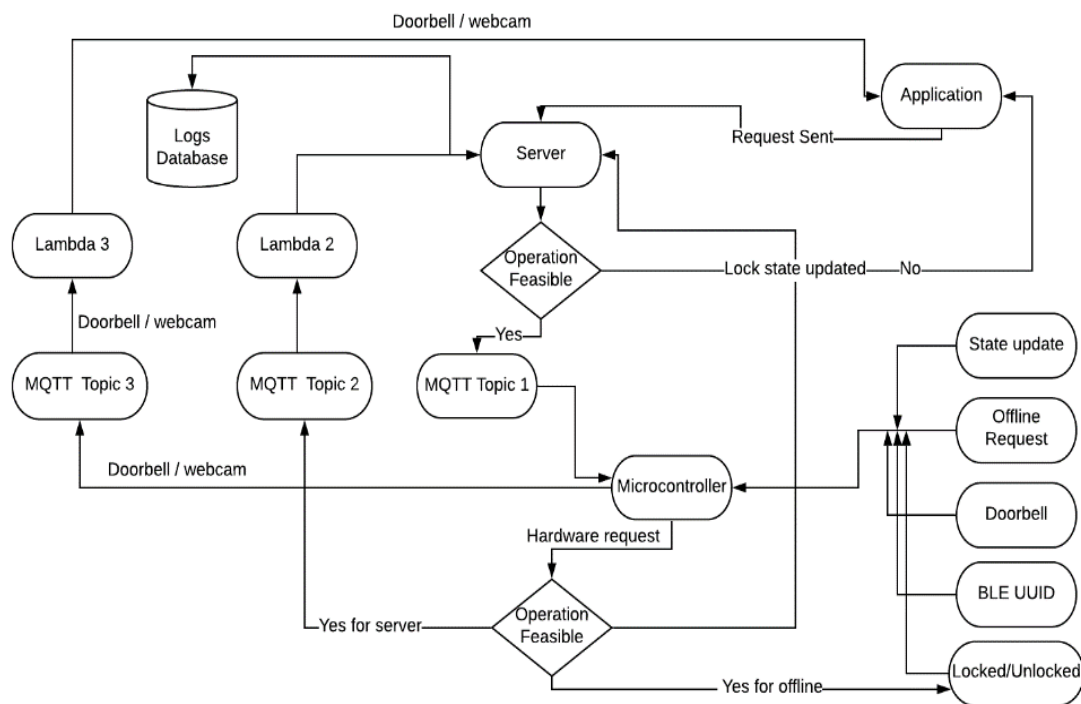 Doorbell / webcam
Application
Logs
Database
Request Sent
Server
Lambda 3
Lambda 2
Operation
Feasible
Lock state updated
No
Doorbell / webcam
Yes
State update
MQTT Topic 3
MQTT Topic 2
MQTT Topic 1
Offline
Request
Doorbell / webcam
Microcontroller
Doorbell
Hardware request
BLE UUID
Operation
Feasible
Yes for server
Locked/Unlocked
Yes for offline